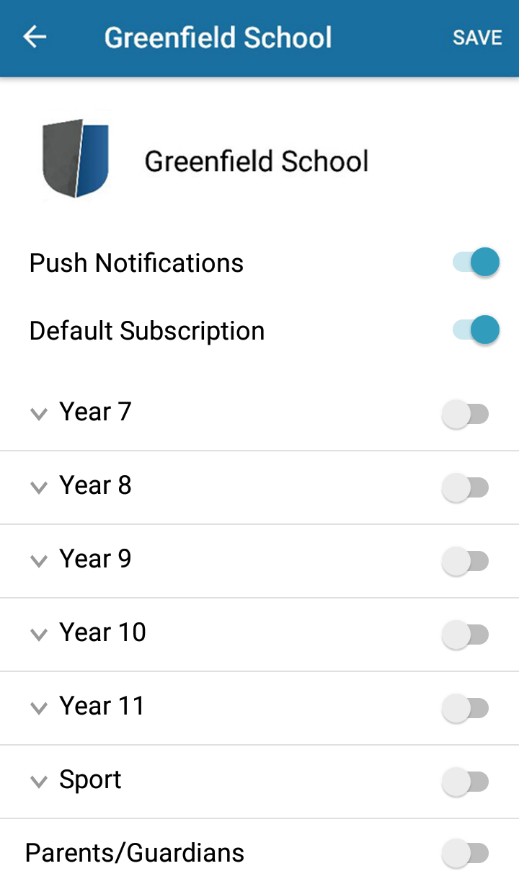 Greenfield School SAVE
Greenfield School
Push Notifications
Default Subscription
Year 7
Year 8
Year 9
Year 10
Year 11
Sport
Parents/Guardians